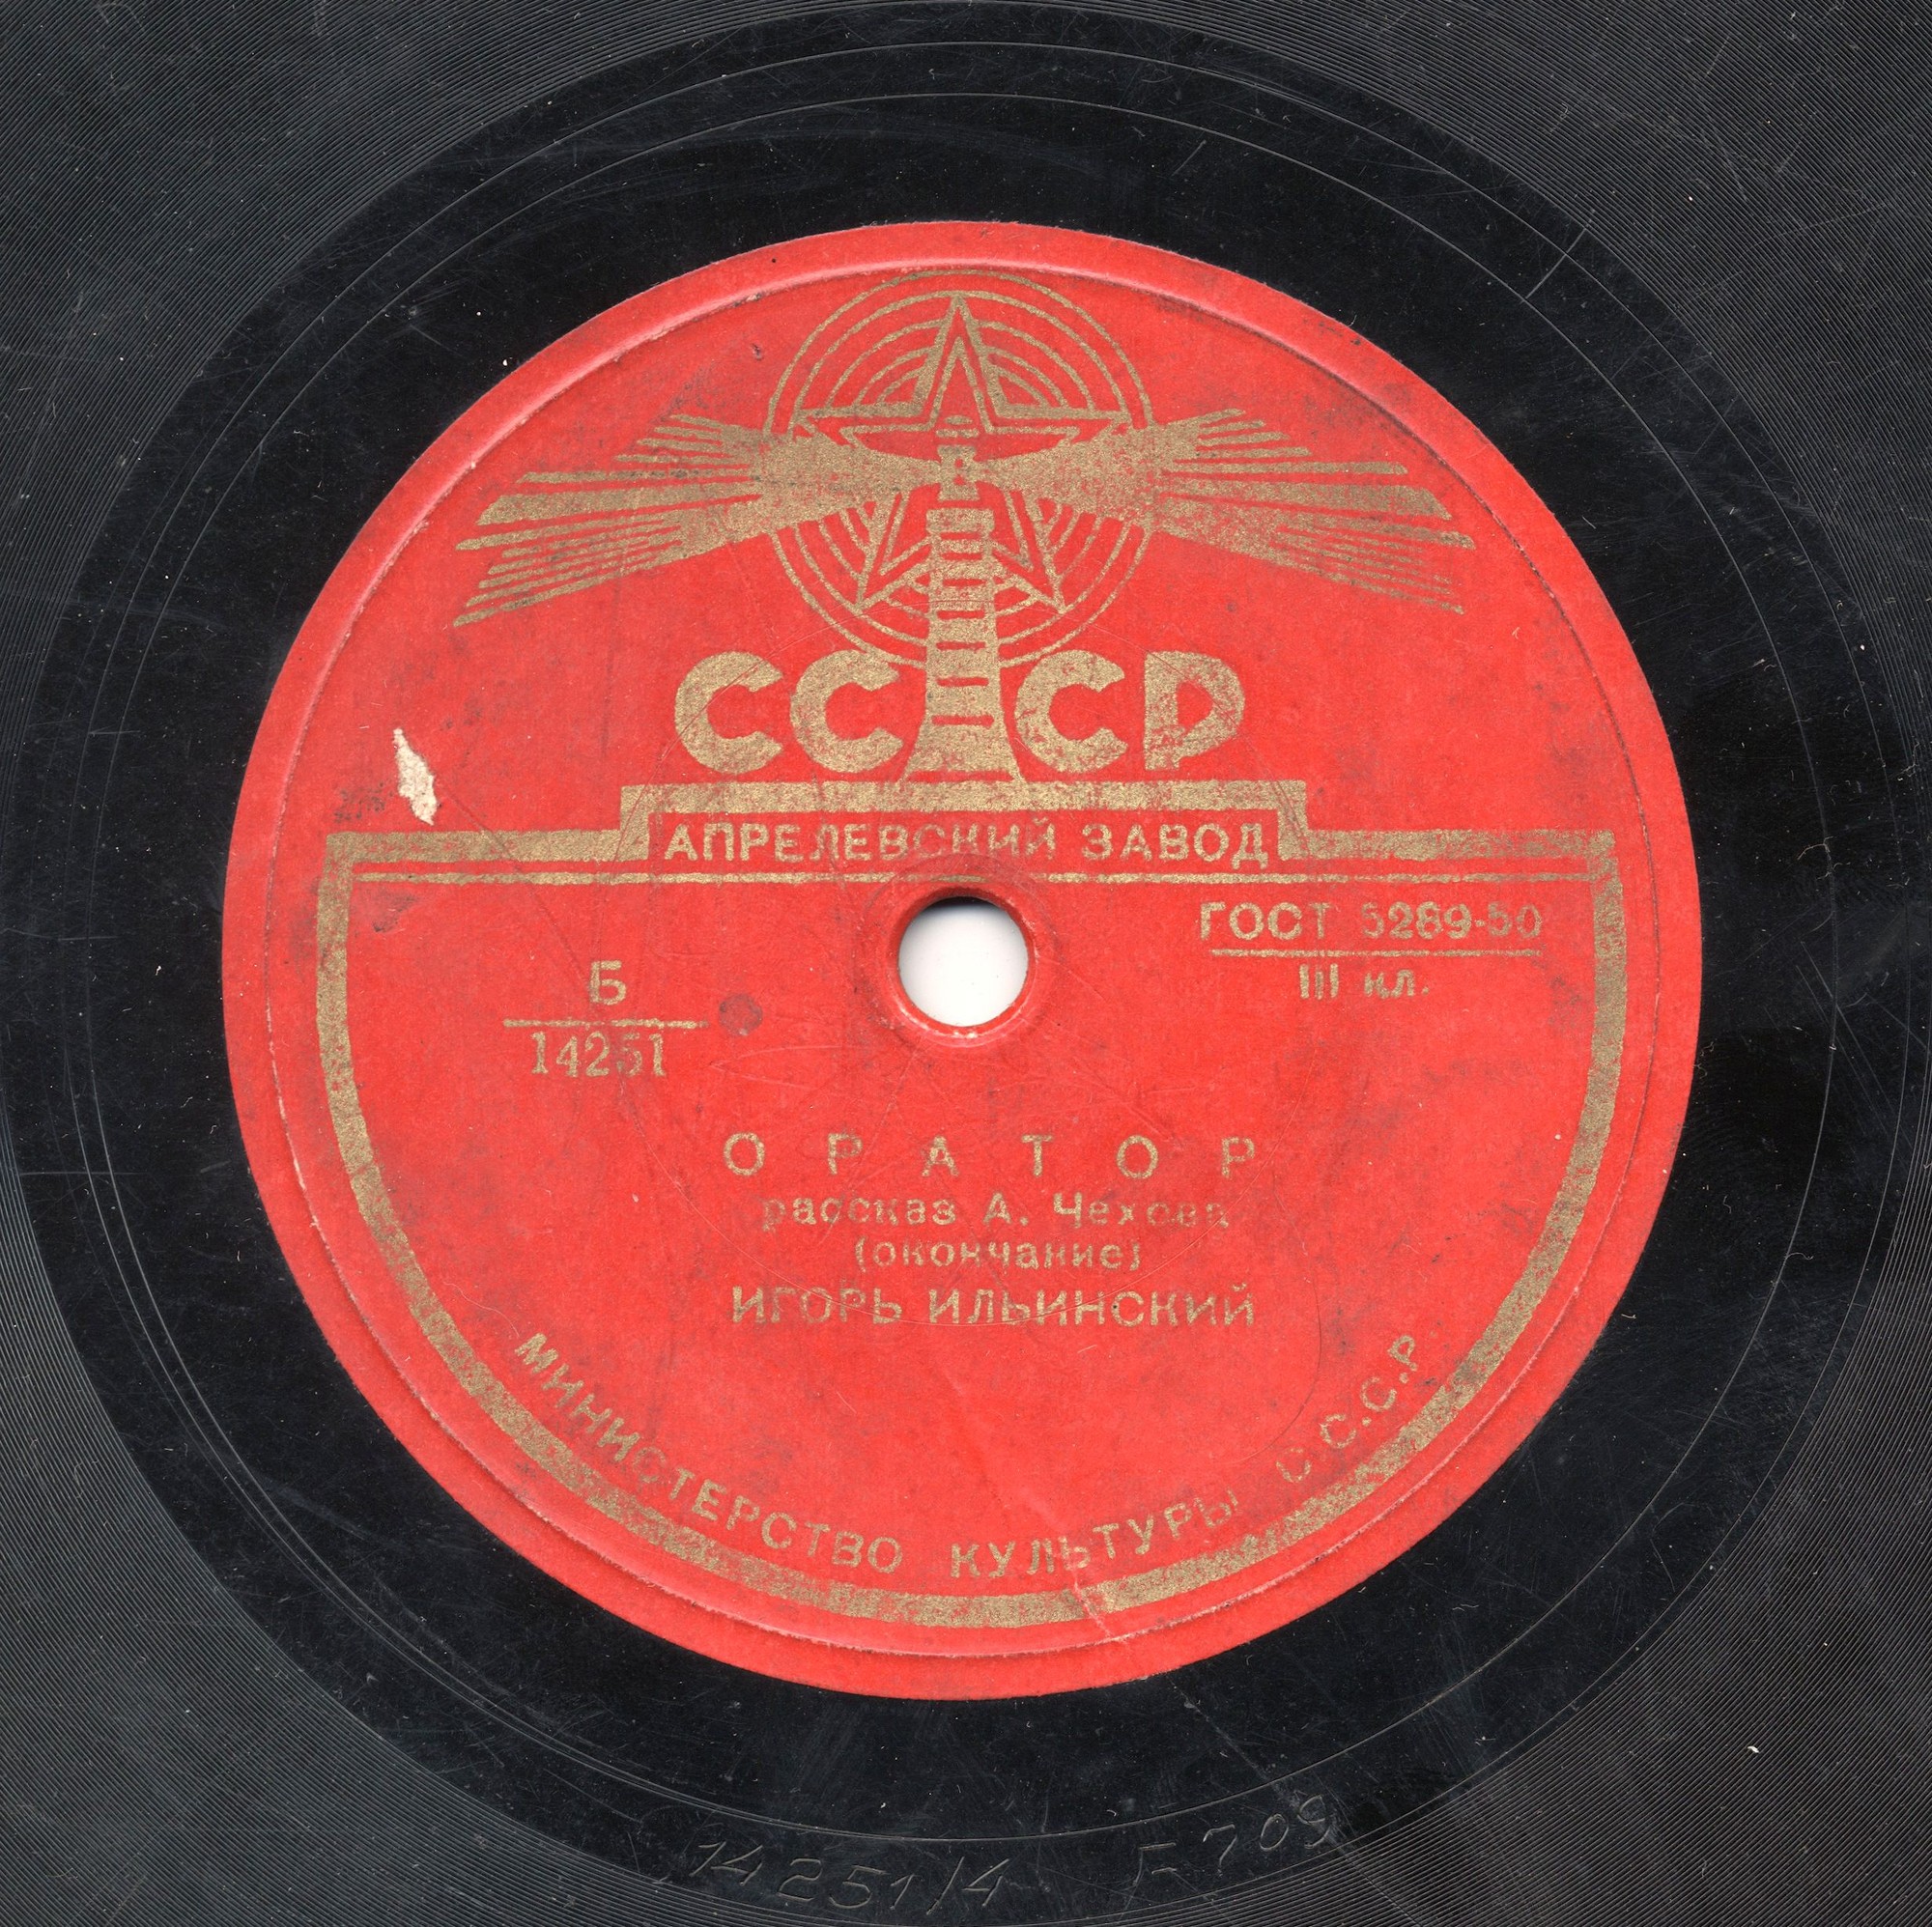 СССР
АПРЕЛЕВСКИЙ ЗАВОД
ГОСТ 5289-50
III кл.
Б
14251
ОРАТОР
рассказ А. Чехова
(окончание)
ИГОРЬ ИЛЬИНСКИЙ
МИНИСТЕРСТВО КУЛЬТУРЫ С.С.С.Р.
14251/4
709